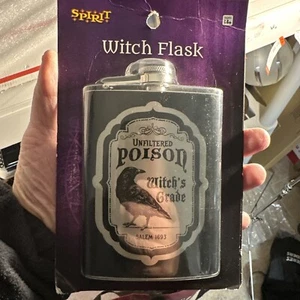 SPIRIT
Witch Flask
UNFILTERED
POISON
Witch's
Grade
SALEM 1692